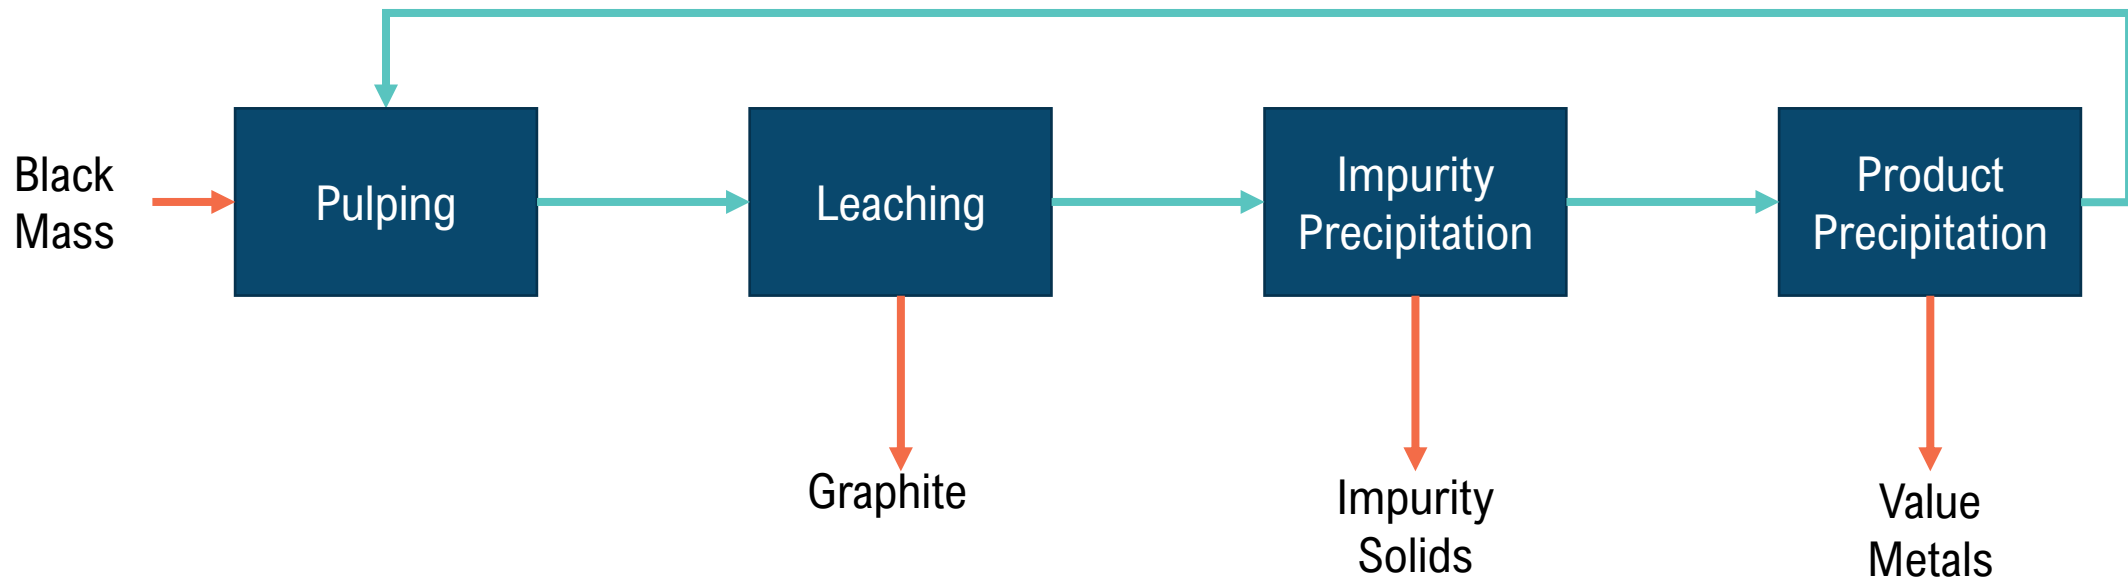 Black
Mass
Pulping
Leaching
Impurity
Precipitation
Product
Precipitation
Graphite
Impurity
Solids
Value
Metals